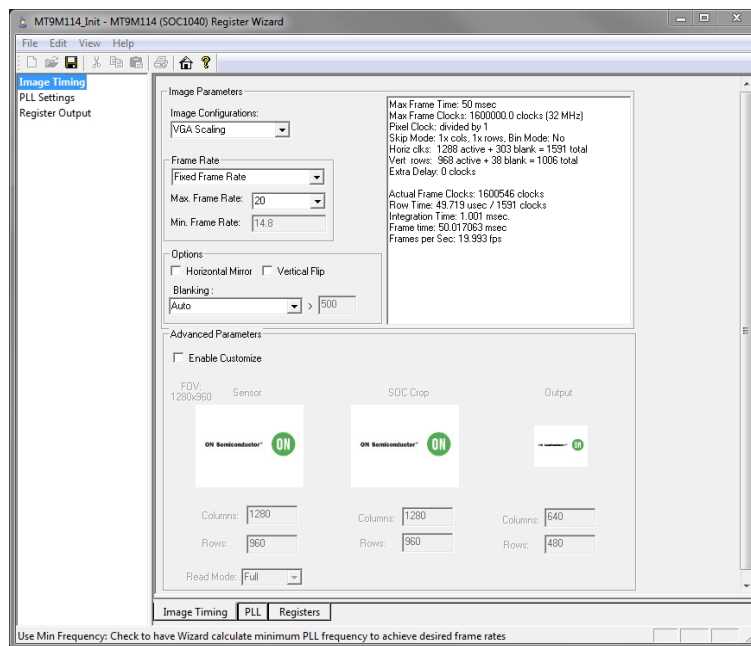 MT9M114_Init - MT9M114 (SOC1040) Register Wizard
File Edit View Help
Image Timing
PLL Settings
Register Output
Image Parameters
Image Configurations:
VGA Scaling
Frame Rate
Fixed Frame Rate
Max. Frame Rate: 20
Min. Frame Rate: 14.8
Options
Horizontal Mirror Vertical Flip
Blanking :
Auto > 500
Max Frame Time: 50 msec
Max Frame Clocks: 1600000.0 clocks (32 MHz)
Pixel Clock: divided by 1
Skip Mode: 1x cols, 1x rows, Bin Mode: No
Horiz clks: 1288 active + 303 blank = 1591 total
Vert rows: 968 active + 38 blank = 1006 total
Extra Delay: 0 clocks
Actual Frame Clocks: 1600546 clocks
Row Time: 49.719 usec / 1591 clocks
Integration Time: 1.001 msec.
Frame time: 50.017063 msec
Frames per Sec: 19.993 fps
Advanced Parameters
Enable Customize
FOV:
1280x960
Sensor SOC Crop Output
ON Semiconductor® ON
ON Semiconductor® ON
ON
Columns: 1280 Columns: 1280 Columns: 640
Rows: 960 Rows: 960 Rows: 480
Read Mode: Full
Image Timing PLL Registers
Use Min Frequency: Check to have Wizard calculate minimum PLL frequency to achieve desired frame rates